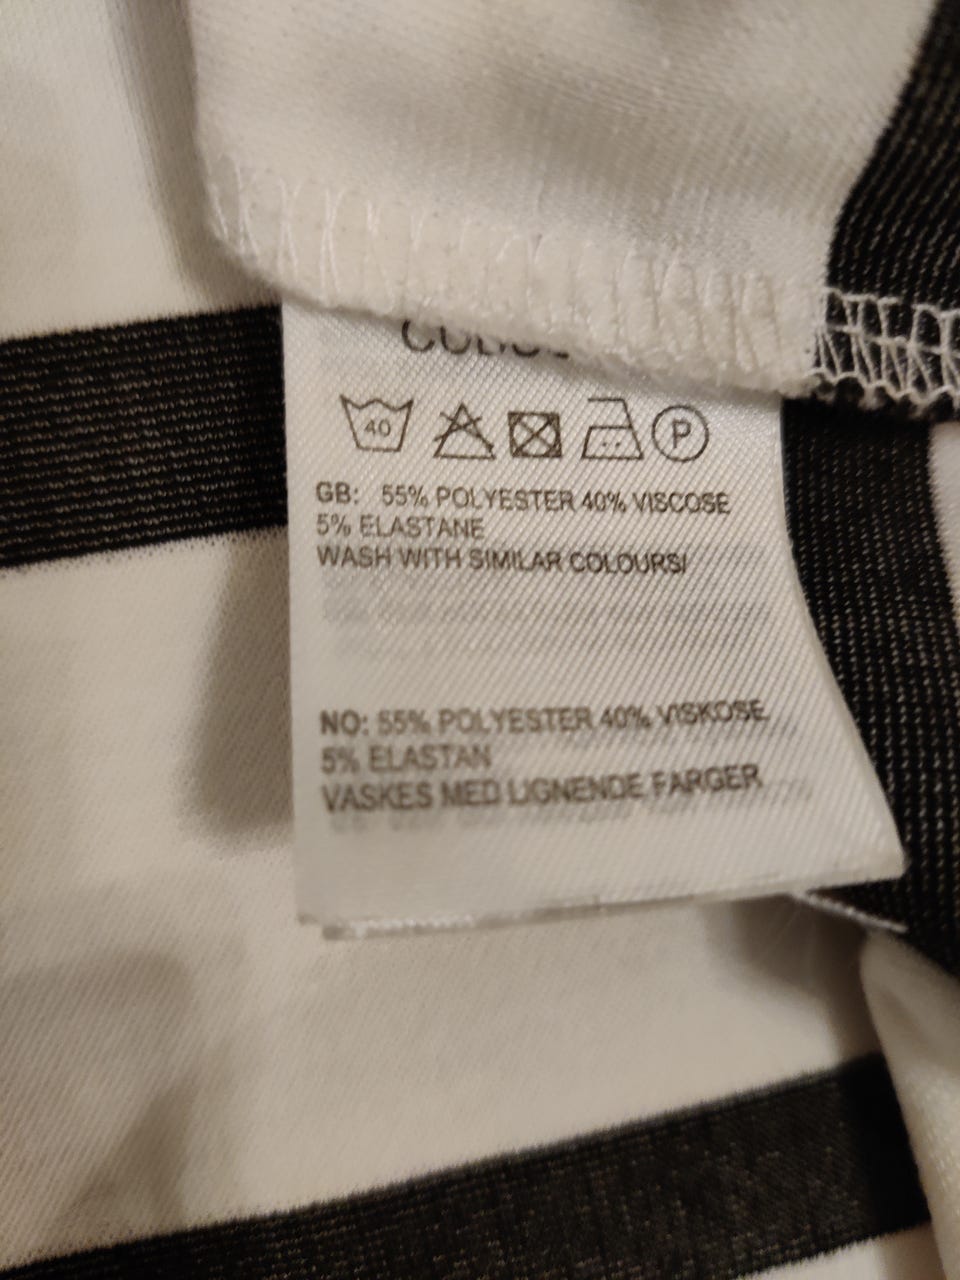 40
P
GB: 55% POLYESTER 40% VISCOSE
5% ELASTANE
WASH WITH SIMILAR COLOURS/
NO: 55% POLYESTER 40% VISKOSE
5% ELASTAN
VASKES MED LIGNENDE FARGER